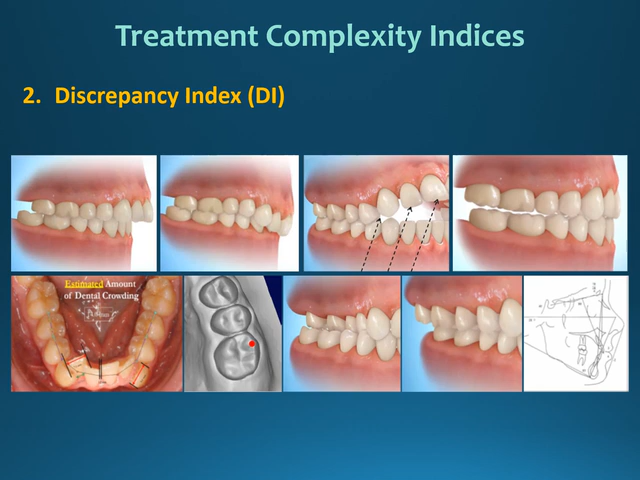 Treatment Complexity Indices
2. Discrepancy Index (DI)
Estimated Amount
of Dental Crowding